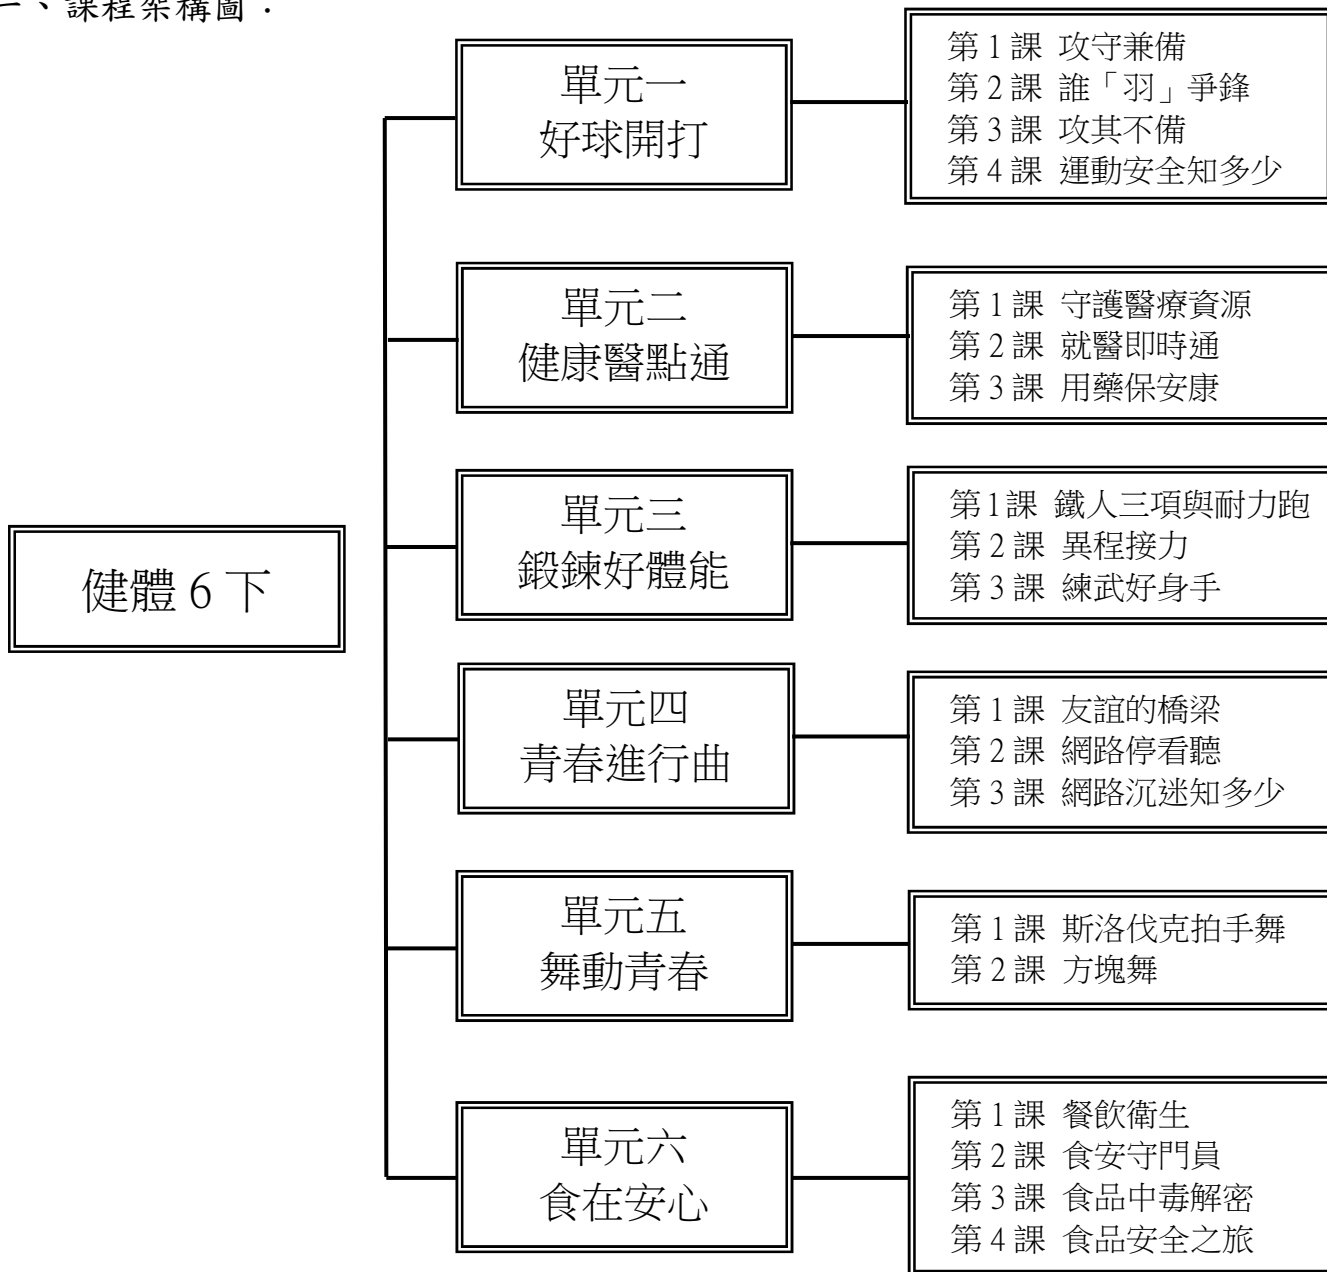 一、課程架構圖：
健體 6 下
單元一
好球開打
第 1 課 攻守兼備
第 2 課 誰「羽」爭鋒
第 3 課 攻其不備
第 4 課 運動安全知多少
單元二
健康醫點通
第 1 課 守護醫療資源
第 2 課 就醫即時通
第 3 課 用藥保安康
單元三
鍛鍊好體能
第1課 鐵人三項與耐力跑
第 2 課 異程接力
第 3 課 練武好身手
單元四
青春進行曲
第 1 課 友誼的橋梁
第 2 課 網路停看聽
第 3 課 網路沉迷知多少
單元五
舞動青春
第 1 課 斯洛伐克拍手舞
第 2 課 方塊舞
單元六
食在安心
第 1 課 餐飲衛生
第 2 課 食安守門員
第 3 課 食品中毒解密
第 4 課 食品安全之旅